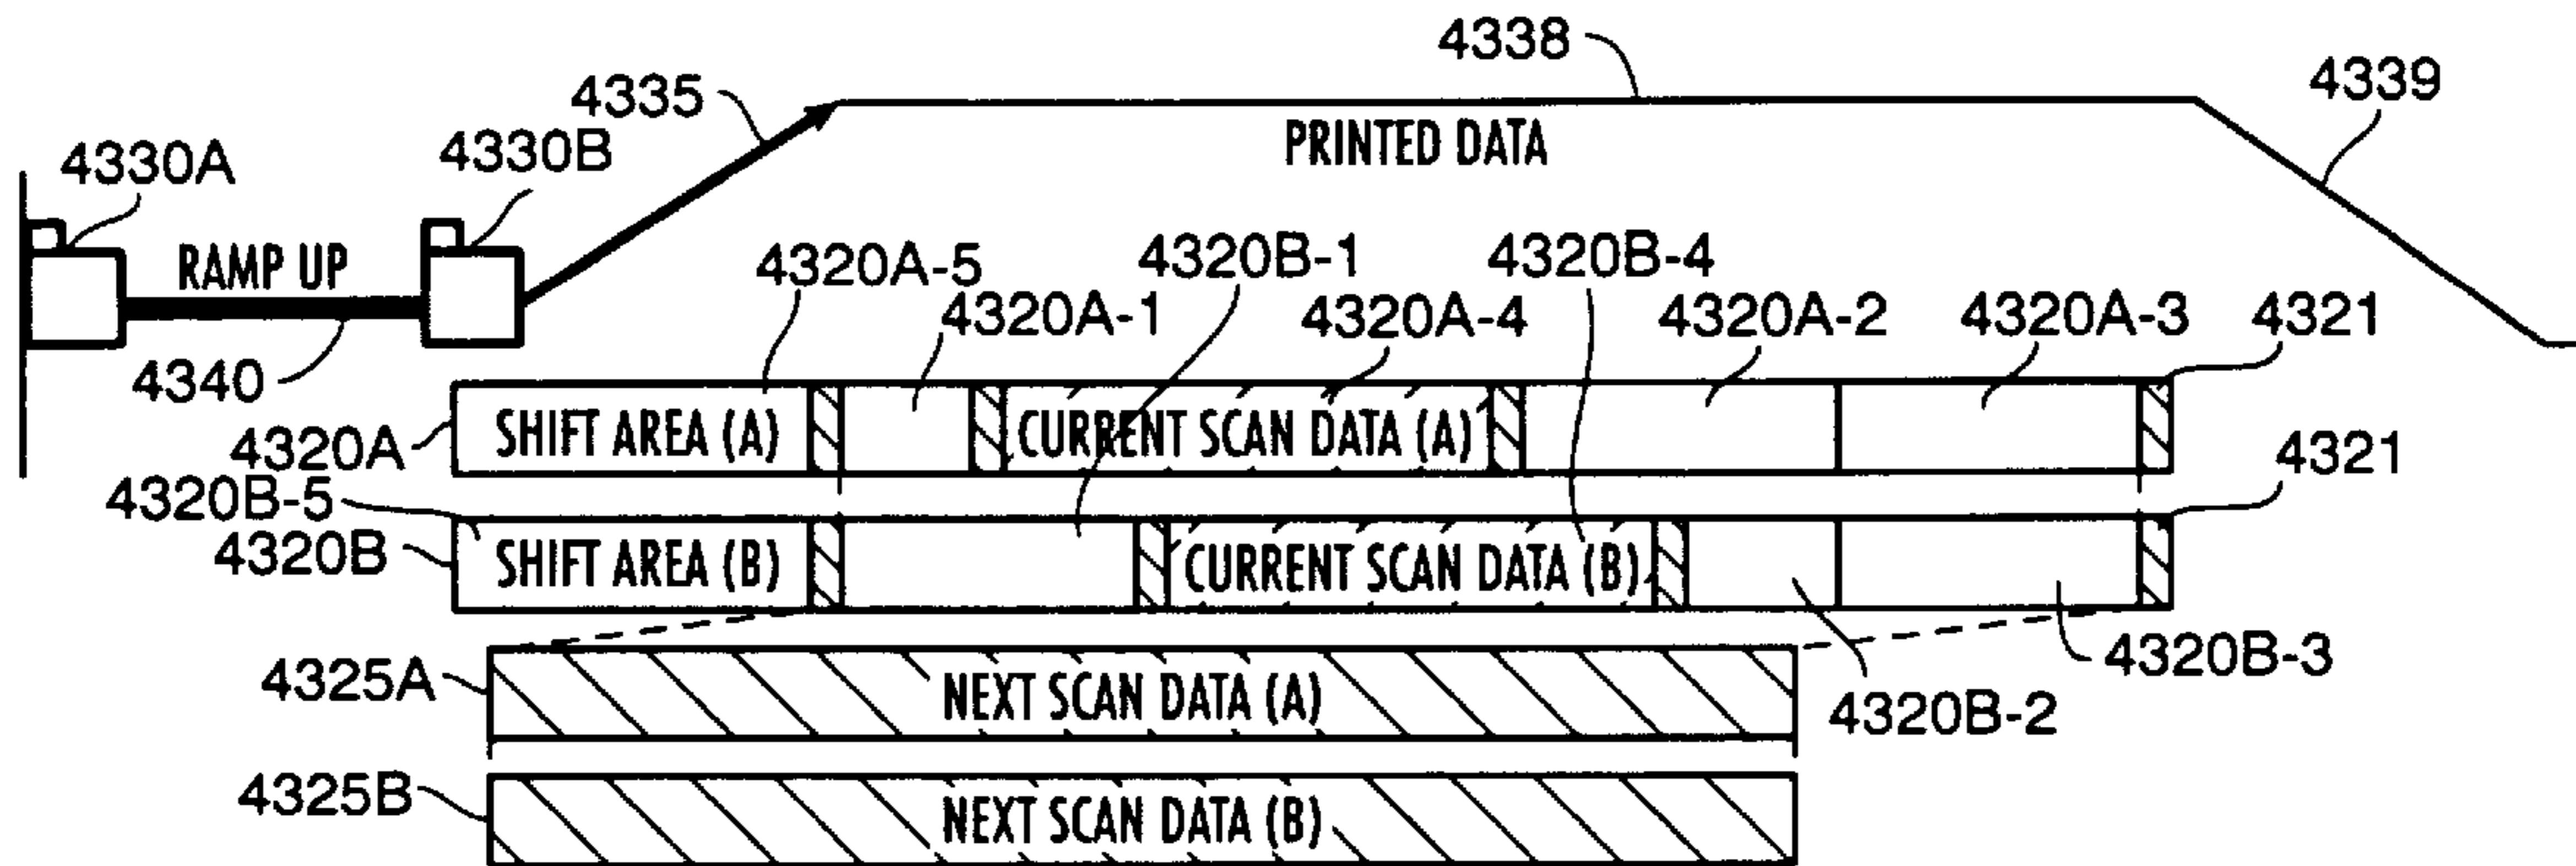 4338
4335
4339
4330A
4330B
PRINTED DATA
RAMP UP
4320A-5
4320B-1
4320B-4
4320A-1
4320A-4
4320A-2
4320A-3
4321
4340
4320A
SHIFT AREA (A)
CURRENT SCAN DATA (A)
4321
4320B-5
4320B
SHIFT AREA (B)
CURRENT SCAN DATA (B)
4320B-3
4325A
NEXT SCAN DATA (A)
4320B-2
4325B
NEXT SCAN DATA (B)